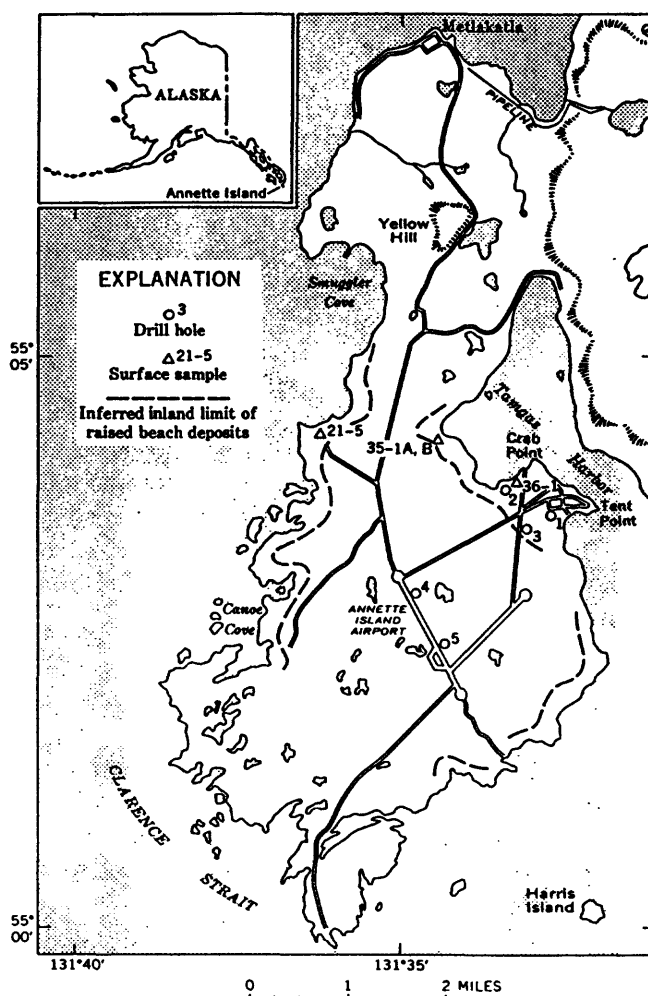 Metlakatla
ALASKA
Annette Island
PIPELINE
Yellow
Hill
EXPLANATION
3
Drill hole
21-5
Surface sample
Inferred inland limit of
raised beach deposits
Smuggler
Cove
55°
05'
21-5
35-1A, B
Tamgas
Harbor
Crab
Point
36-1
2
1
Tent
Point
3
4
Canoe
Cove
ANNETTE
ISLAND
AIRPORT
5
CLARENCE
STRAIT
Harris
Island
55°
00'
131°40'
131°35'
0 1 2 MILES